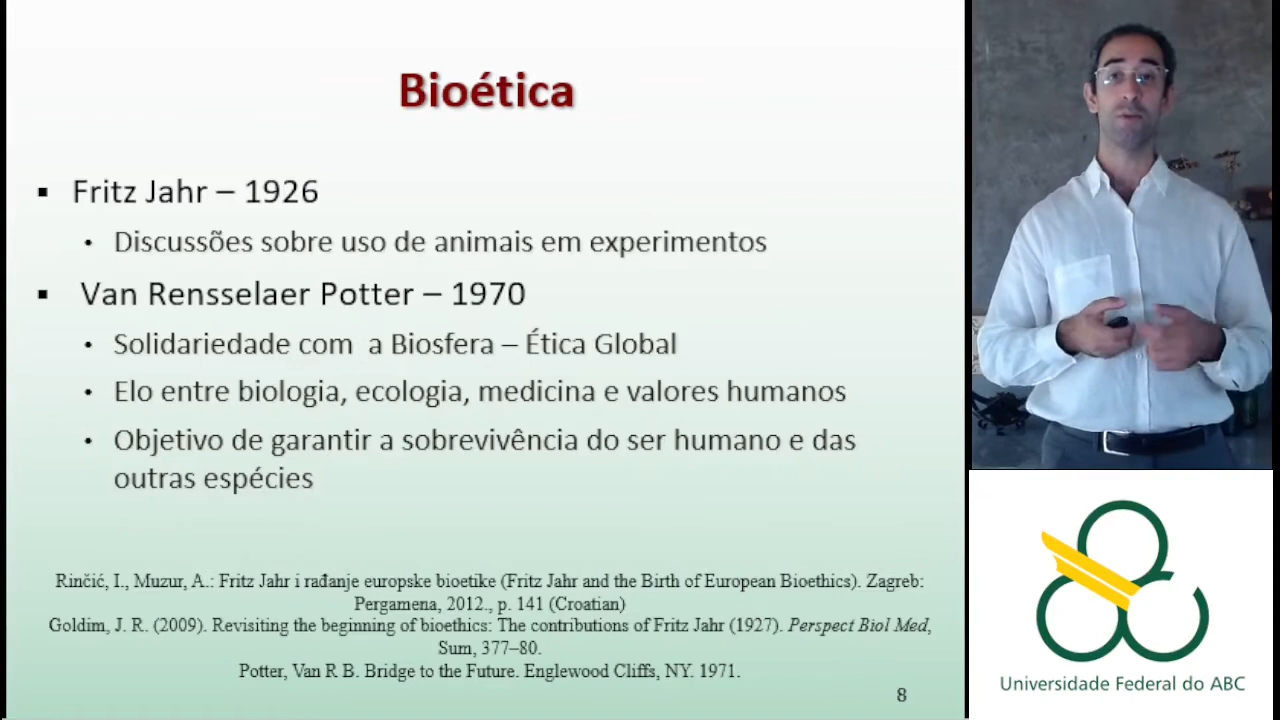 Bioética
▪ Fritz Jahr – 1926
• Discussões sobre uso de animais em experimentos
▪ Van Rensselaer Potter – 1970
• Solidariedade com a Biosfera – Ética Global
• Elo entre biologia, ecologia, medicina e valores humanos
• Objetivo de garantir a sobrevivência do ser humano e das
outras espécies
Rinčić, I., Muzur, A.: Fritz Jahr i rađanje europske bioetike (Fritz Jahr and the Birth of European Bioethics). Zagreb:
Pergamena, 2012., p. 141 (Croatian)
Goldim, J. R. (2009). Revisiting the beginning of bioethics: The contributions of Fritz Jahr (1927). Perspect Biol Med,
Sum, 377–80.
Potter, Van R B. Bridge to the Future. Englewood Cliffs, NY. 1971.
8
Universidade Federal do ABC